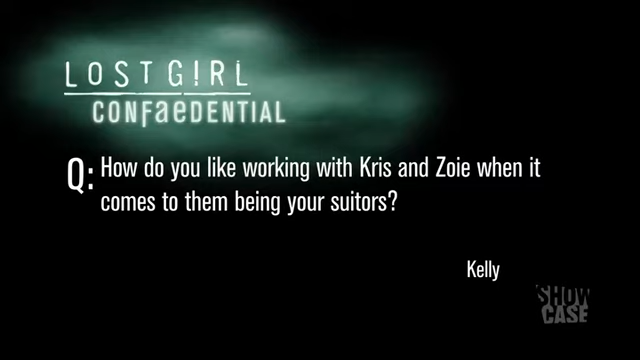 LOST G!RL
CONFaeDENTIAL
Q: How do you like working with Kris and Zoie when it
comes to them being your suitors?
Kelly
SHOW
CASE